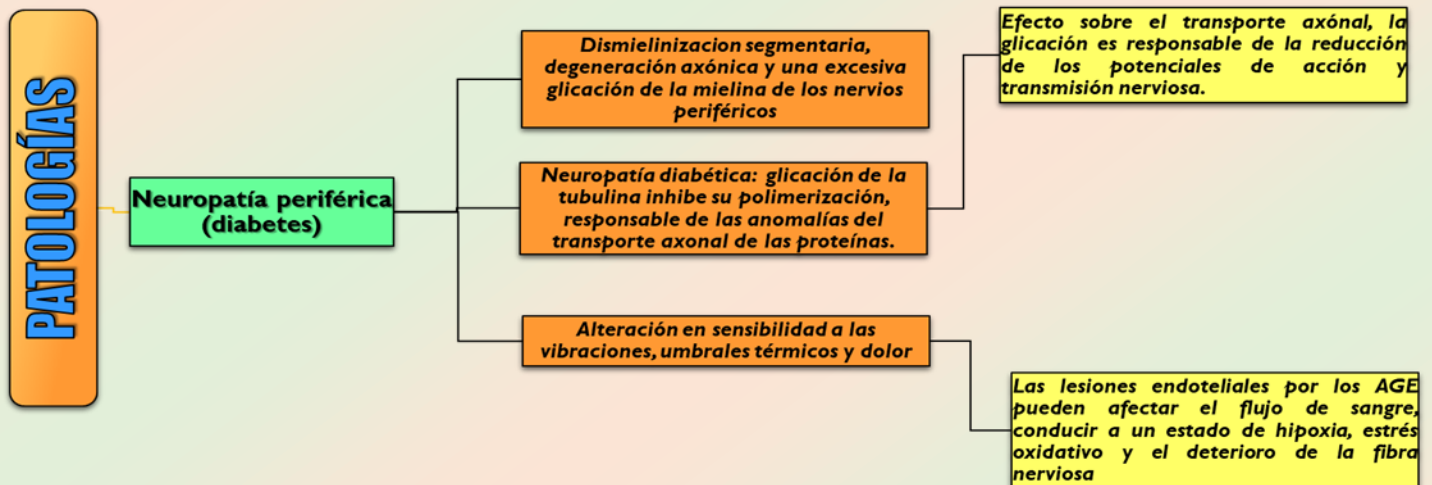 PATOLOGÍAS
Neuropatía periférica
(diabetes)
Dismielinizacion segmentaria,
degeneración axónica y una excesiva
glicación de la mielina de los nervios
periféricos
Neuropatía diabética: glicación de la
tubulina inhibe su polimerización,
responsable de las anomalías del
transporte axonal de las proteínas.
Alteración en sensibilidad a las
vibraciones, umbrales térmicos y dolor
Efecto sobre el transporte axónal, la
glicación es responsable de la reducción
de los potenciales de acción y
transmisión nerviosa.
Las lesiones endoteliales por los AGE
pueden afectar el flujo de sangre,
conducir a un estado de hipoxia, estrés
oxidativo y el deterioro de la fibra
nerviosa